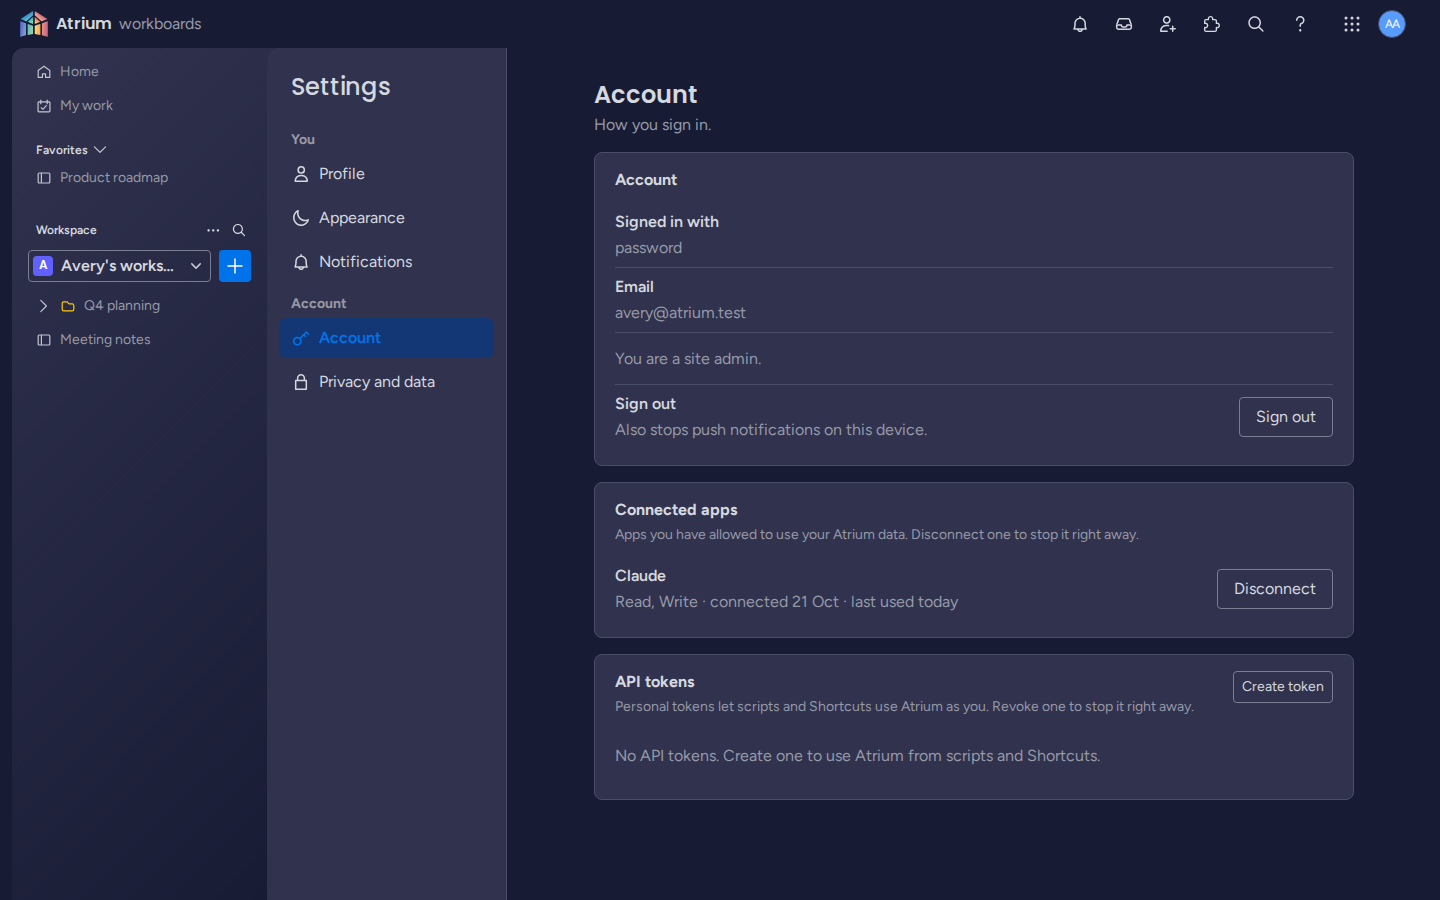 Atrium workboards
AA
Home
My work
Favorites
Product roadmap
Workspace
A Avery's works...
Q4 planning
Meeting notes
Settings
You
Profile
Appearance
Notifications
Account
Account
Privacy and data
Account
How you sign in.
Account
Signed in with
password
Email
avery@atrium.test
You are a site admin.
Sign out
Also stops push notifications on this device.
Sign out
Connected apps
Apps you have allowed to use your Atrium data. Disconnect one to stop it right away.
Claude
Read, Write · connected 21 Oct · last used today
Disconnect
API tokens
Personal tokens let scripts and Shortcuts use Atrium as you. Revoke one to stop it right away.
Create token
No API tokens. Create one to use Atrium from scripts and Shortcuts.